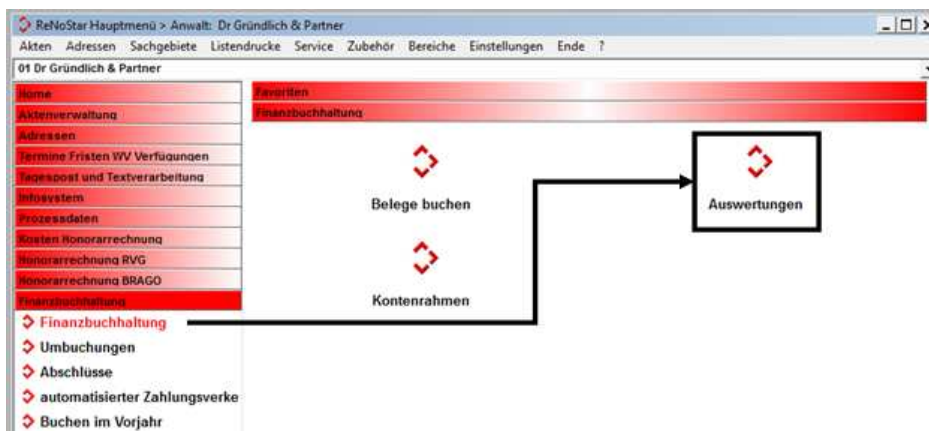 ReNoStar Hauptmenü > Anwalt: Dr Gründlich & Partner
Akten Adressen Sachgebiete Listendrucke Service Zubehör Bereiche Einstellungen Ende ?
01 Dr Gründlich & Partner
Home
Aktenverwaltung
Adressen
Termine Fristen WV Verfügungen
Tagespost und Textverarbeitung
Infosystem
Prozessdaten
Kosten Honorarrechnung
Honorarrechnung RVG
Honorarrechnung BRAGO
Finanzbuchhaltung
Finanzbuchhaltung
Umbuchungen
Abschlüsse
automatisierter Zahlungsverke
Buchen im Vorjahr
Favoriten
Finanzbuchhaltung
Belege buchen
Auswertungen
Kontenrahmen